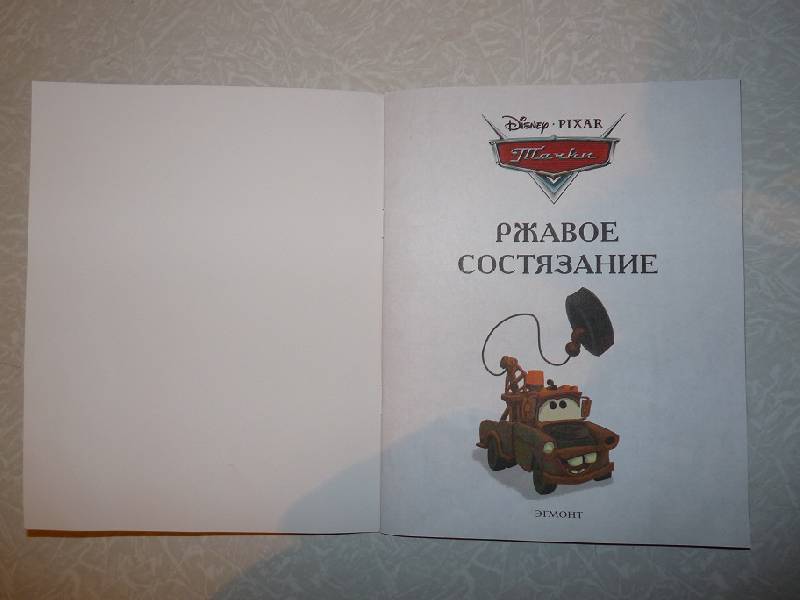 Disney · PIXAR
Тачки
РЖАВОЕ
СОСТЯЗАНИЕ
ЭГМОНТ